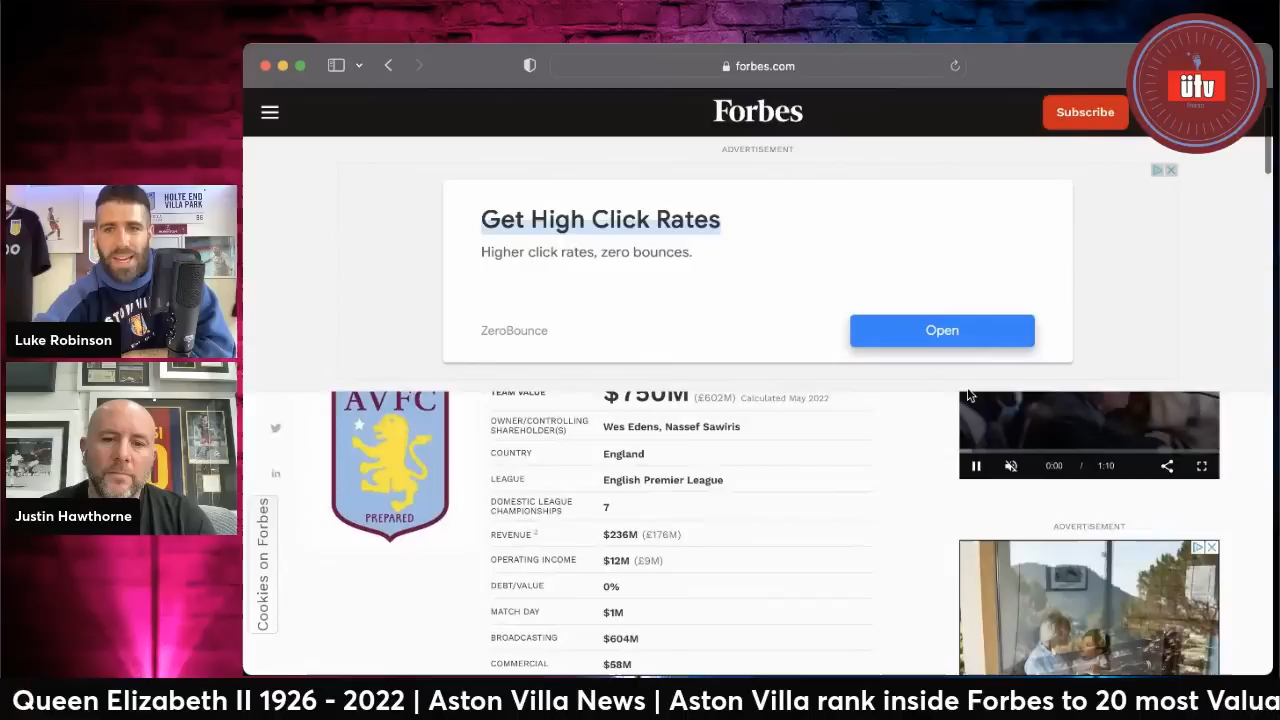 forbes.com
Forbes
Subscribe
ütv
ADVERTISEMENT
Get High Click Rates
Higher click rates, zero bounces.
ZeroBounce
Open
HOLTE END
VILLA PARK
Luke Robinson
Justin Hawthorne
Cookies on Forbes
AVFC
PREPARED
TEAM VALUE $750M (£602M) Calculated May 2022
OWNER/CONTROLLING SHAREHOLDER(S) Wes Edens, Nassef Sawiris
COUNTRY England
LEAGUE English Premier League
DOMESTIC LEAGUE CHAMPIONSHIPS 7
REVENUE 2 $236M (£176M)
OPERATING INCOME $12M (£9M)
DEBT/VALUE 0%
MATCH DAY $1M
BROADCASTING $604M
COMMERCIAL $58M
0:00 / 1:10
ADVERTISEMENT
Queen Elizabeth II 1926 - 2022 | Aston Villa News | Aston Villa rank inside Forbes to 20 most Valua